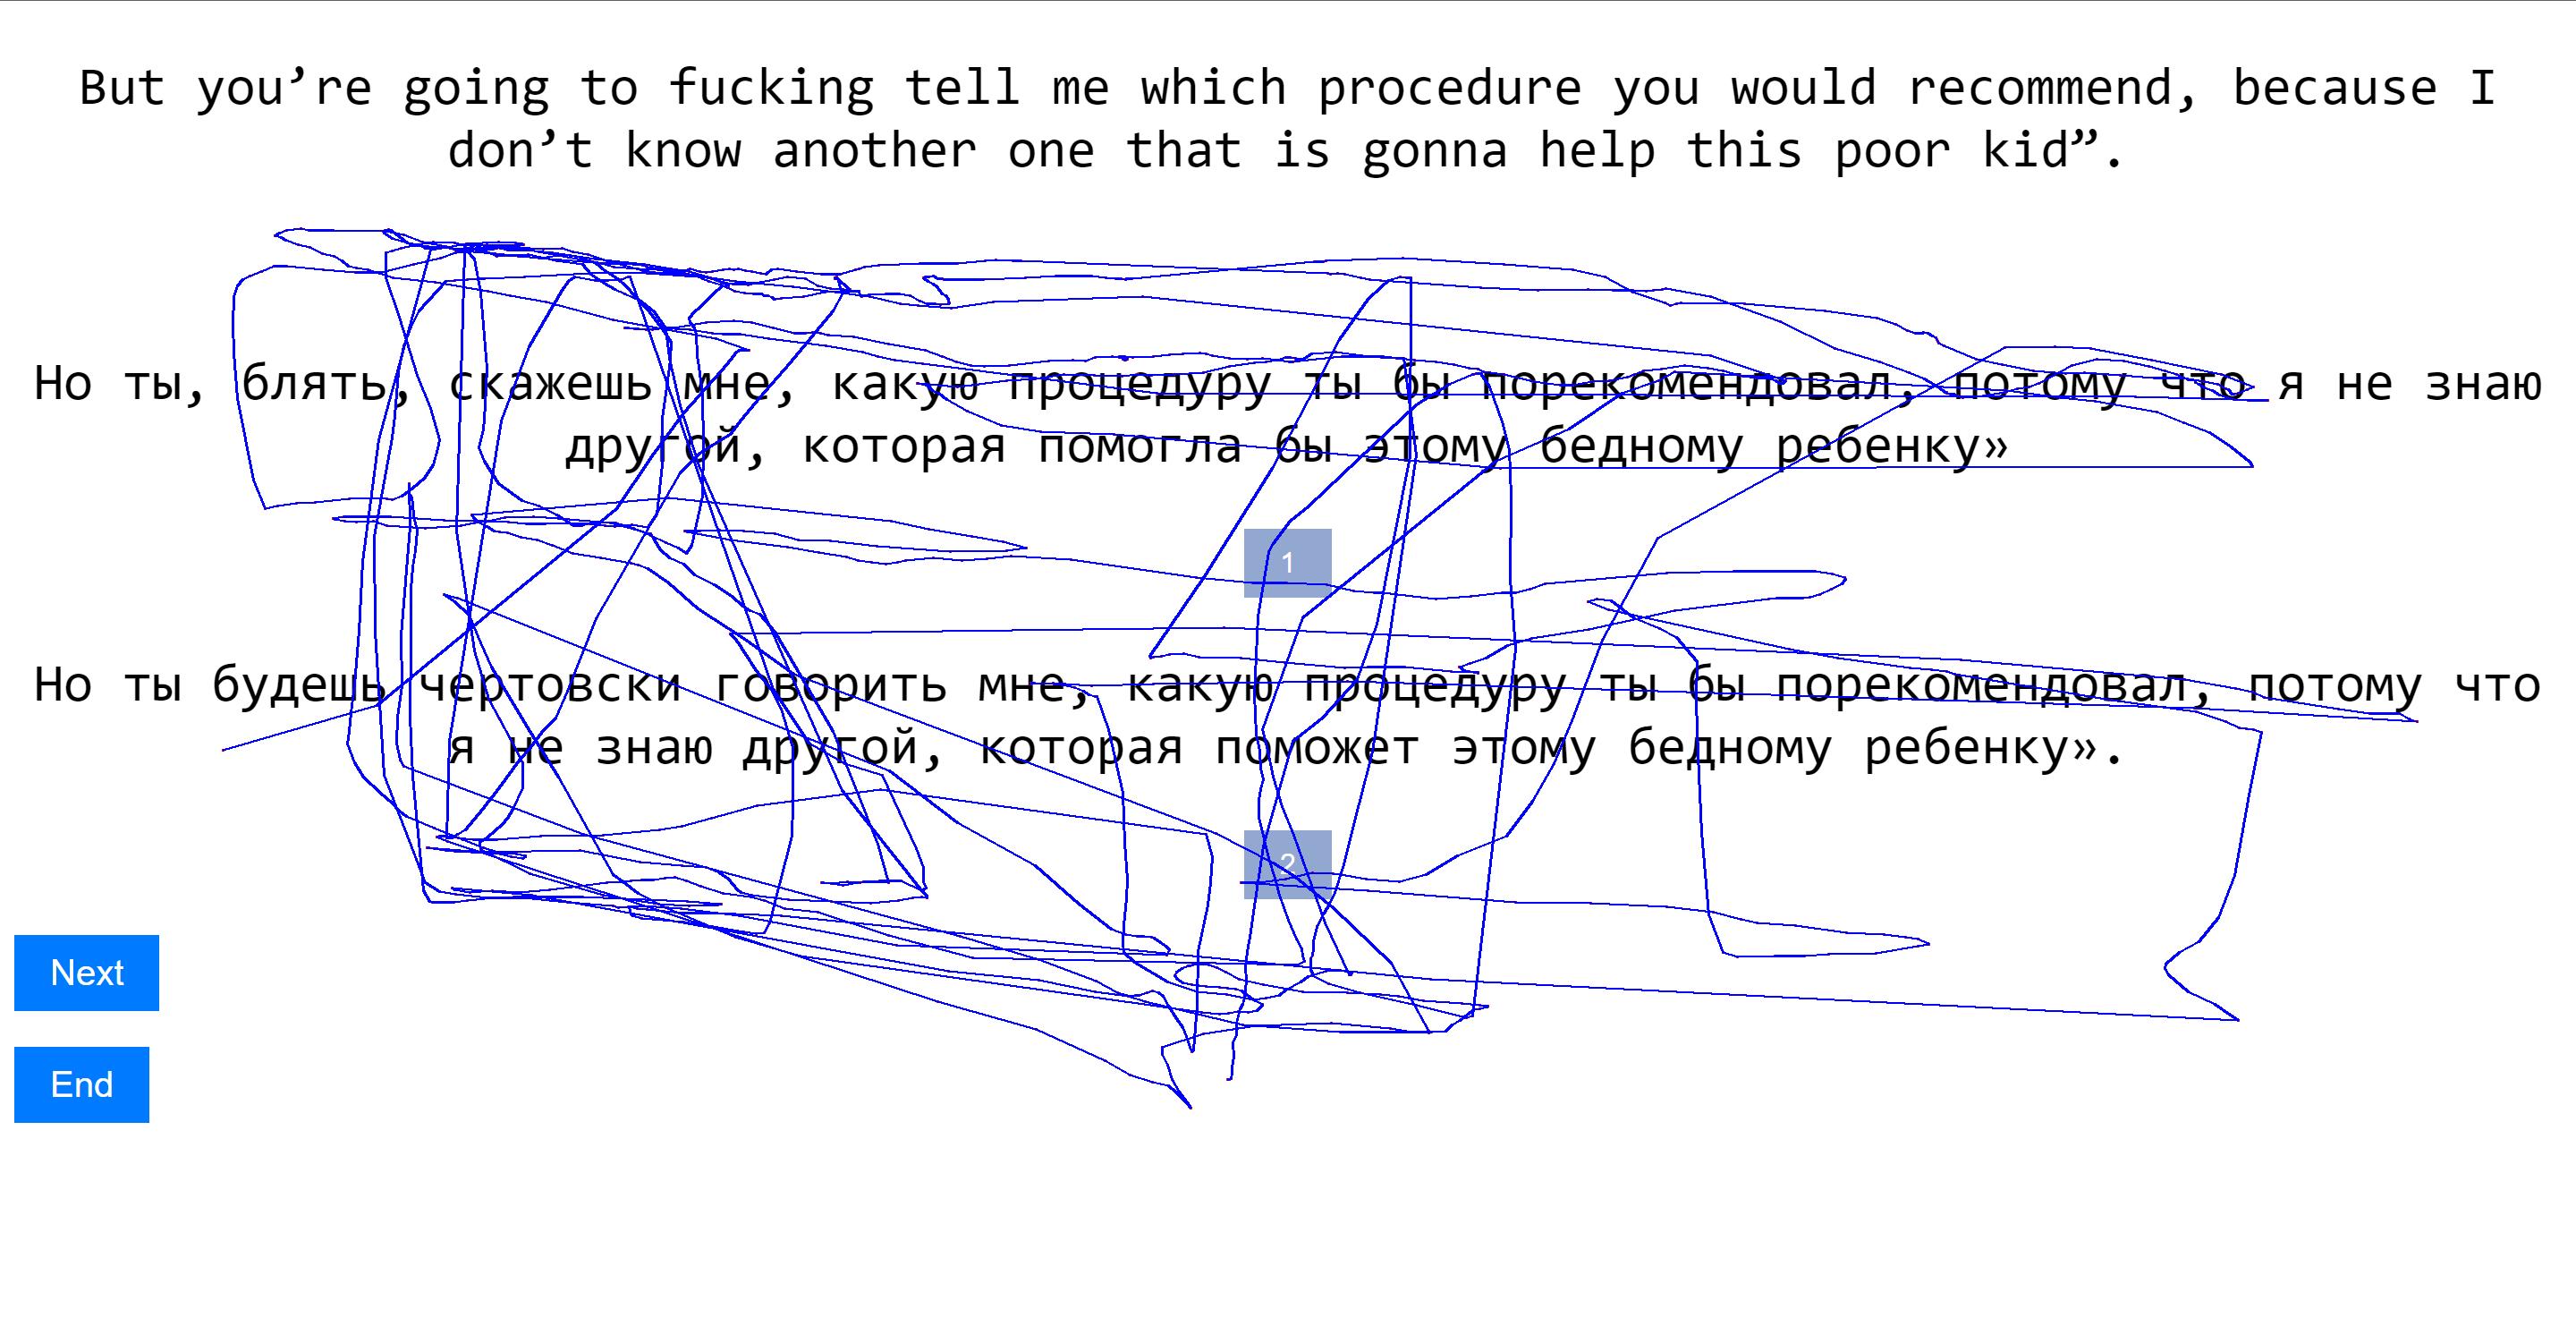 But you’re going to fucking tell me which procedure you would recommend, because I
don’t know another one that is gonna help this poor kid”.
Но ты, блять, скажешь мне, какую процедуру ты бы порекомендовал, потому что я не знаю
другой, которая помогла бы этому бедному ребенку»
1
Но ты будешь чертовски говорить мне, какую процедуру ты бы порекомендовал, потому что
я не знаю другой, которая поможет этому бедному ребенку».
2
Next
End